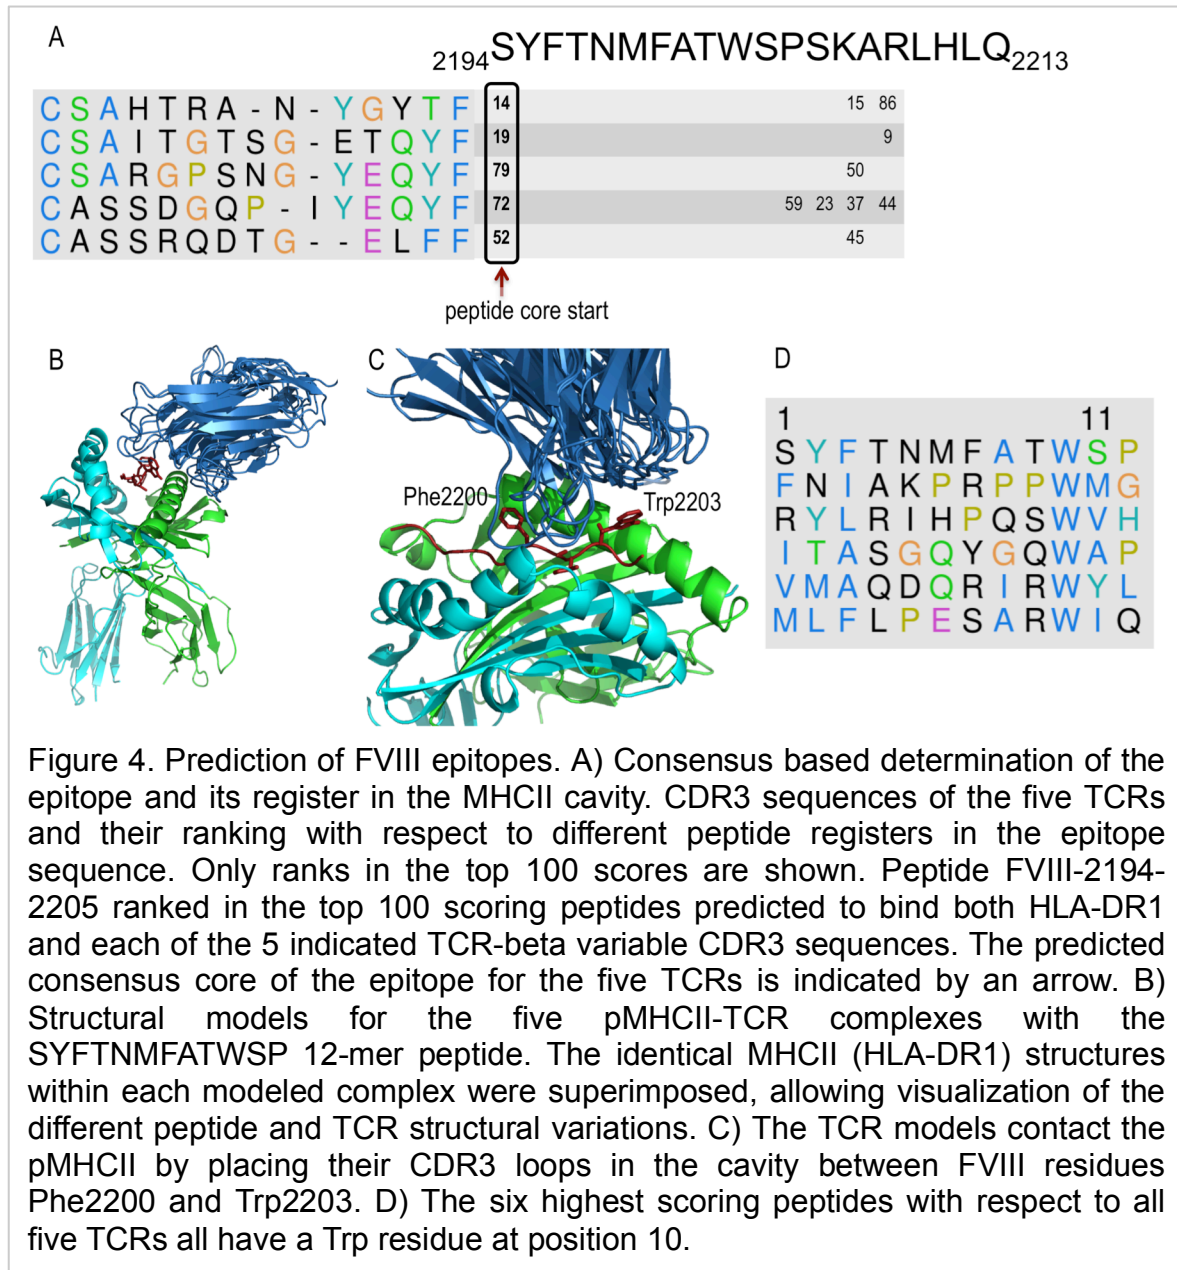 A
2194SYFTNMFATWSPSKARLHLQ2213
CSAHTRA-N-YGYTF 14 15 86
CSAITGTSG-ETQYF 19 9
CSARGPSNG-YEQYF 79 50
CASSDGQP-IYEQYF 72 59 23 37 44
CASSRQDTG--ELFF 52 45
peptide core start
B
C
Phe2200
Trp2203
D
1 11
SYFTNMFATWSP
FNIAKPRPPWMG
RYLRIHPQSWVH
ITASGQYGQWAP
VMAQDQRIRWYL
MLFLPESARWIQ
Figure 4. Prediction of FVIII epitopes. A) Consensus based determination of the
epitope and its register in the MHCII cavity. CDR3 sequences of the five TCRs
and their ranking with respect to different peptide registers in the epitope
sequence. Only ranks in the top 100 scores are shown. Peptide FVIII-2194-
2205 ranked in the top 100 scoring peptides predicted to bind both HLA-DR1
and each of the 5 indicated TCR-beta variable CDR3 sequences. The predicted
consensus core of the epitope for the five TCRs is indicated by an arrow. B)
Structural models for the five pMHCII-TCR complexes with the
SYFTNMFATWSP 12-mer peptide. The identical MHCII (HLA-DR1) structures
within each modeled complex were superimposed, allowing visualization of the
different peptide and TCR structural variations. C) The TCR models contact the
pMHCII by placing their CDR3 loops in the cavity between FVIII residues
Phe2200 and Trp2203. D) The six highest scoring peptides with respect to all
five TCRs all have a Trp residue at position 10.